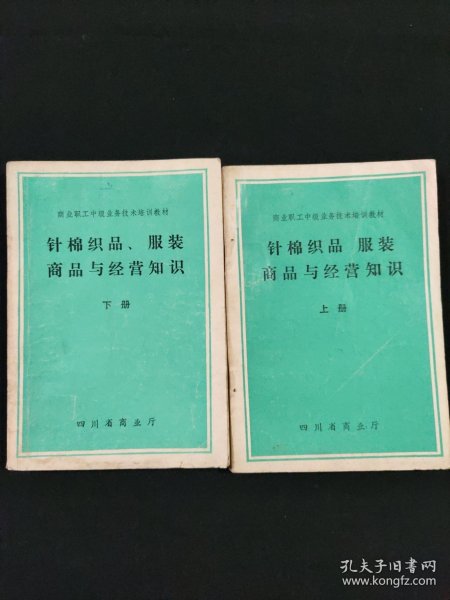 商业职工中级业务技术培训教材
针棉织品、服装
商品与经营知识
下册
四川省商业厅
商业职工中级业务技术培训教材
针棉织品 服装
商品与经营知识
上册
四川省商业厅
孔夫子旧书网
www.kongfz.com